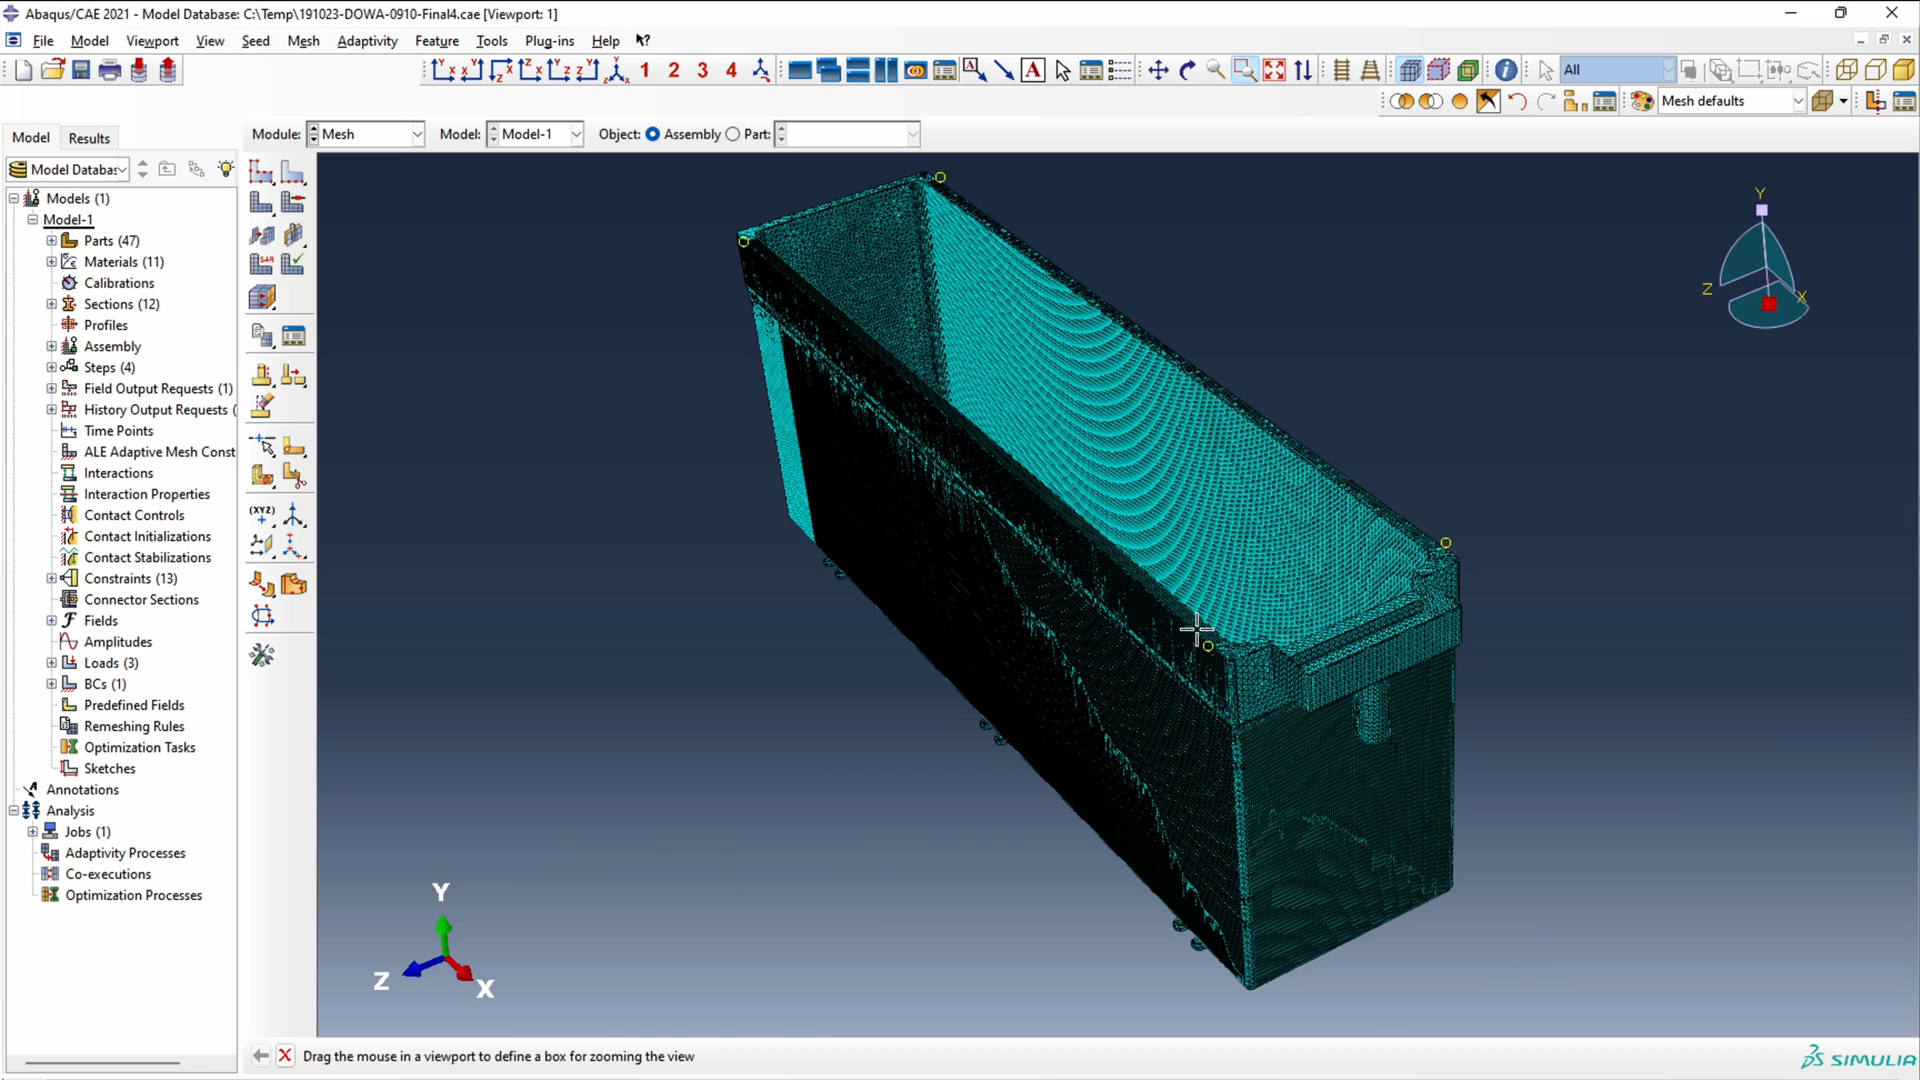 Abaqus/CAE 2021 - Model Database: C:\Temp\191023-DOWA-0910-Final4.cae [Viewport: 1]
File Model Viewport View Seed Mesh Adaptivity Feature Tools Plug-ins Help
1 2 3 4 A All
Mesh defaults
Model Results
Module: Mesh Model: Model-1 Object: Assembly Part:
Model Databas
Models (1)
Model-1
Parts (47)
Materials (11)
Calibrations
Sections (12)
Profiles
Assembly
Steps (4)
Field Output Requests (1)
History Output Requests (
Time Points
ALE Adaptive Mesh Const
Interactions
Interaction Properties
Contact Controls
Contact Initializations
Contact Stabilizations
Constraints (13)
Connector Sections
Fields
Amplitudes
Loads (3)
BCs (1)
Predefined Fields
Remeshing Rules
Optimization Tasks
Sketches
Annotations
Analysis
Jobs (1)
Adaptivity Processes
Co-executions
Optimization Processes
(XYZ)
Y
Z
X
Y
Z
X
Drag the mouse in a viewport to define a box for zooming the view
SIMULIA